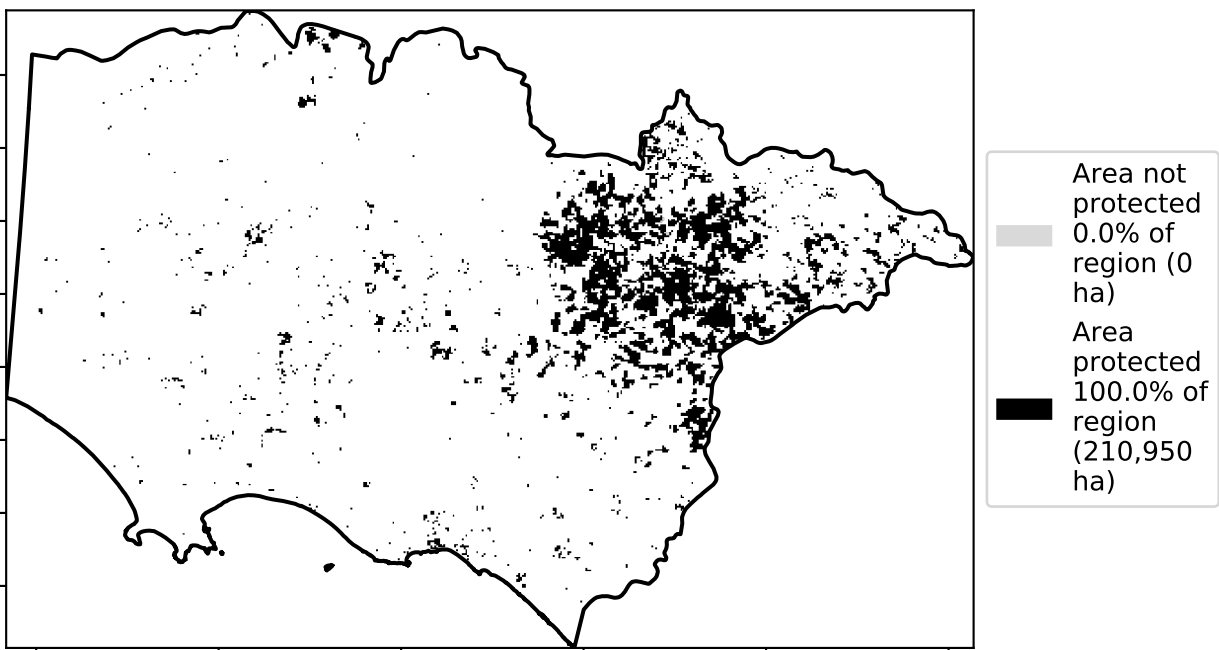 Area not
protected
0.0% of
region (0
ha)
Area
protected
100.0% of
region
(210,950
ha)